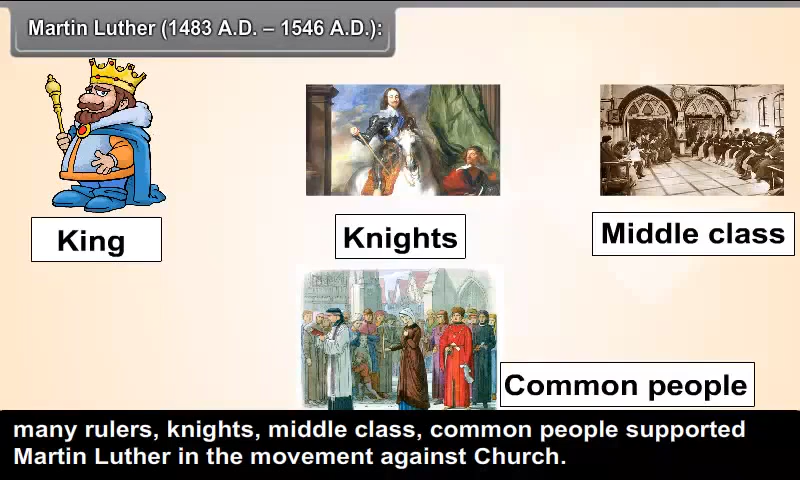 Martin Luther (1483 A.D. – 1546 A.D.):
King
Knights
Middle class
Common people
many rulers, knights, middle class, common people supported
Martin Luther in the movement against Church.